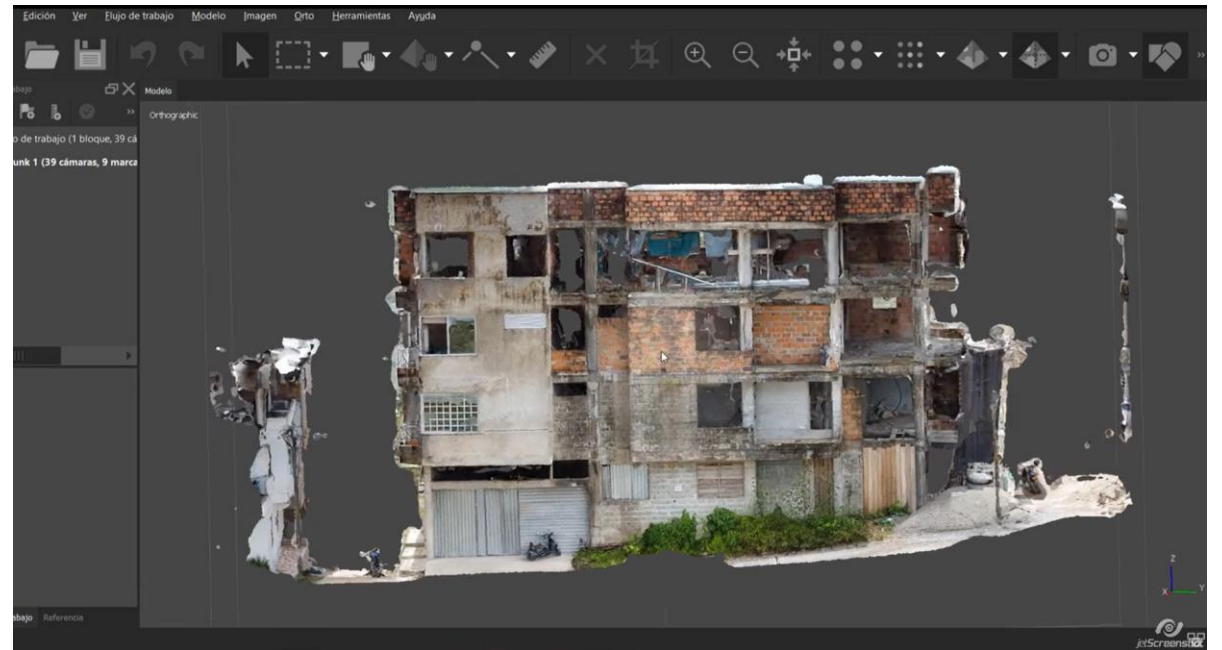 Edición Ver Flujo de trabajo Modelo Imagen Orto Herramientas Ayuda
abajo
Modelo
Orthographic
o de trabajo (1 bloque, 39 cá
unk 1 (39 cámaras, 9 marca
Z
X Y
abajo Referencia